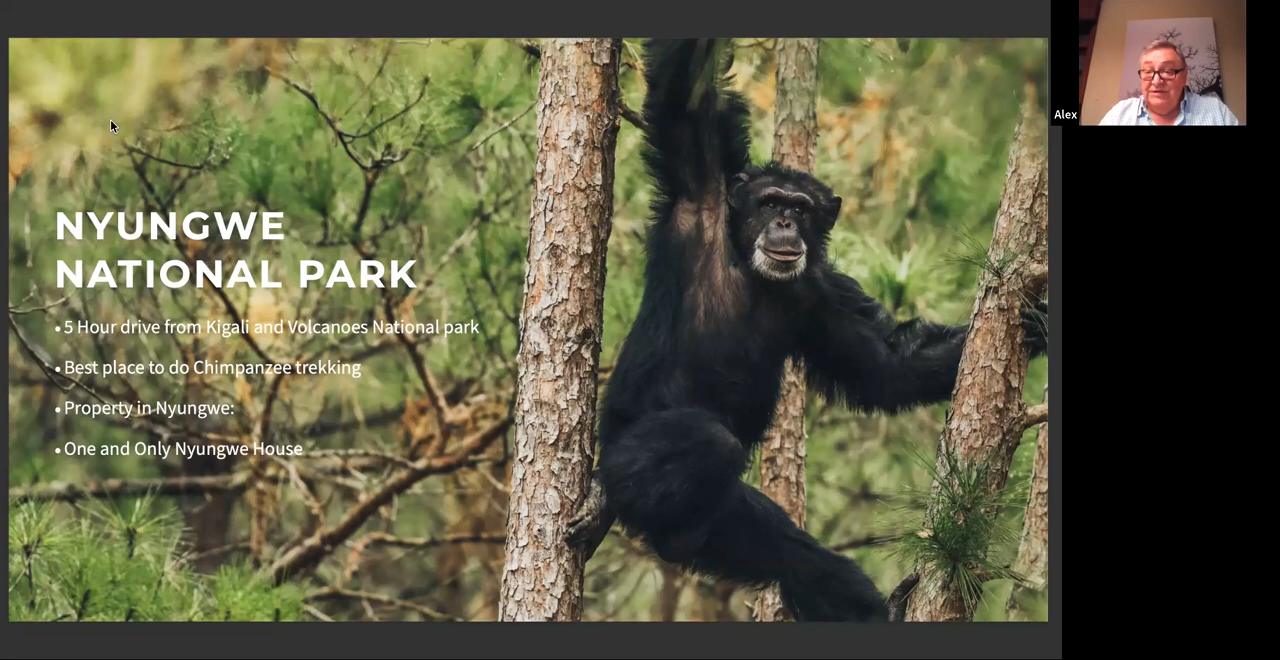 NYUNGWE
NATIONAL PARK
• 5 Hour drive from Kigali and Volcanoes National park
• Best place to do Chimpanzee trekking
• Property in Nyungwe:
• One and Only Nyungwe House
Alex